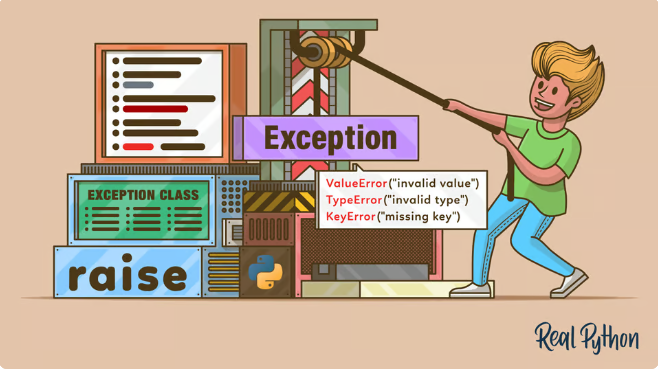 Exception
ValueError("invalid value")
TypeError("invalid type")
KeyError("missing key")
EXCEPTION CLASS
raise
Real Python